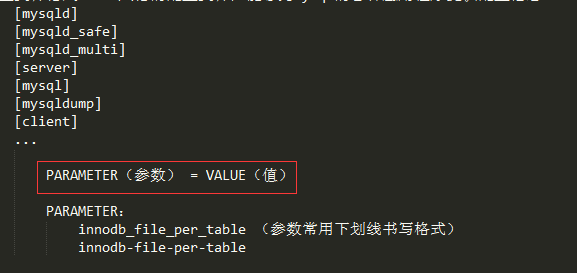 [mysqld]
[mysqld_safe]
[mysqld_multi]
[server]
[mysql]
[mysqldump]
[client]
...
PARAMETER（参数） = VALUE（值）
PARAMETER：
innodb_file_per_table （参数常用下划线书写格式）
innodb-file-per-table